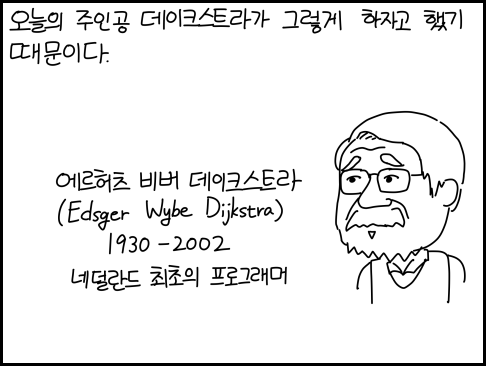 오늘의 주인공 데이크스트라가 그렇게 하자고 했기
때문이다.
에르허츠 비버 데이크스트라
(Edsger Wybe Dijkstra)
1930-2002
네덜란드 최초의 프로그래머